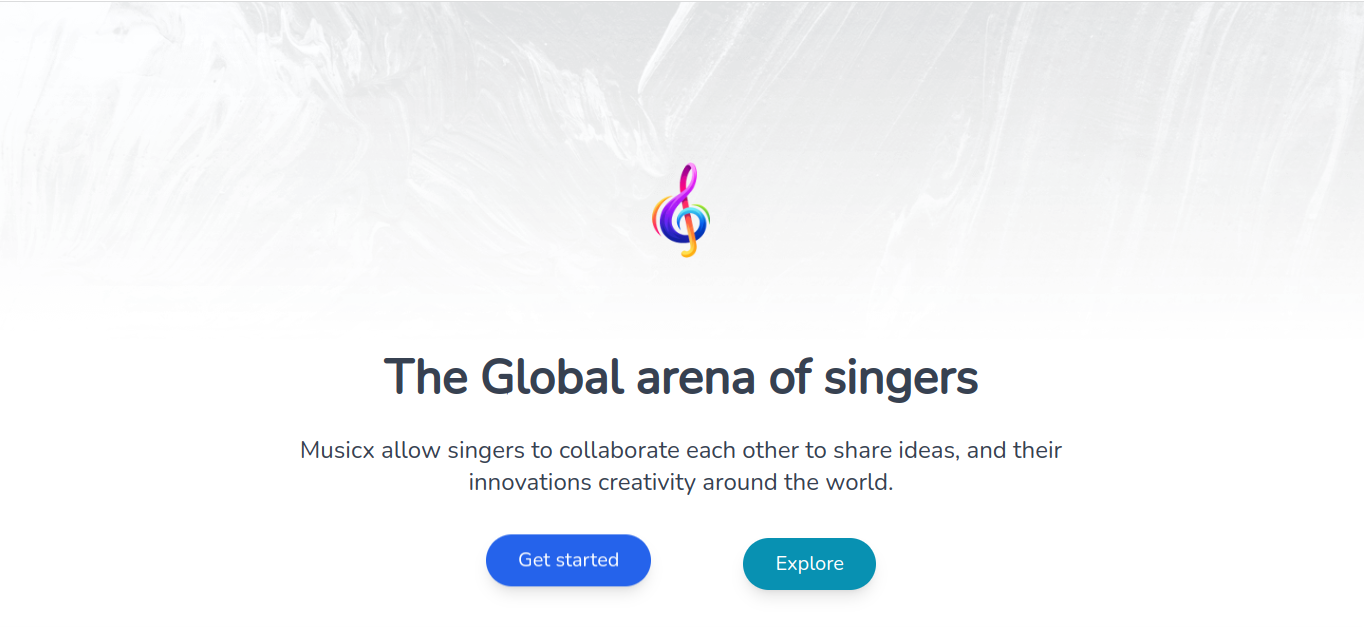 The Global arena of singers
Musicx allow singers to collaborate each other to share ideas, and their
innovations creativity around the world.
Get started
Explore